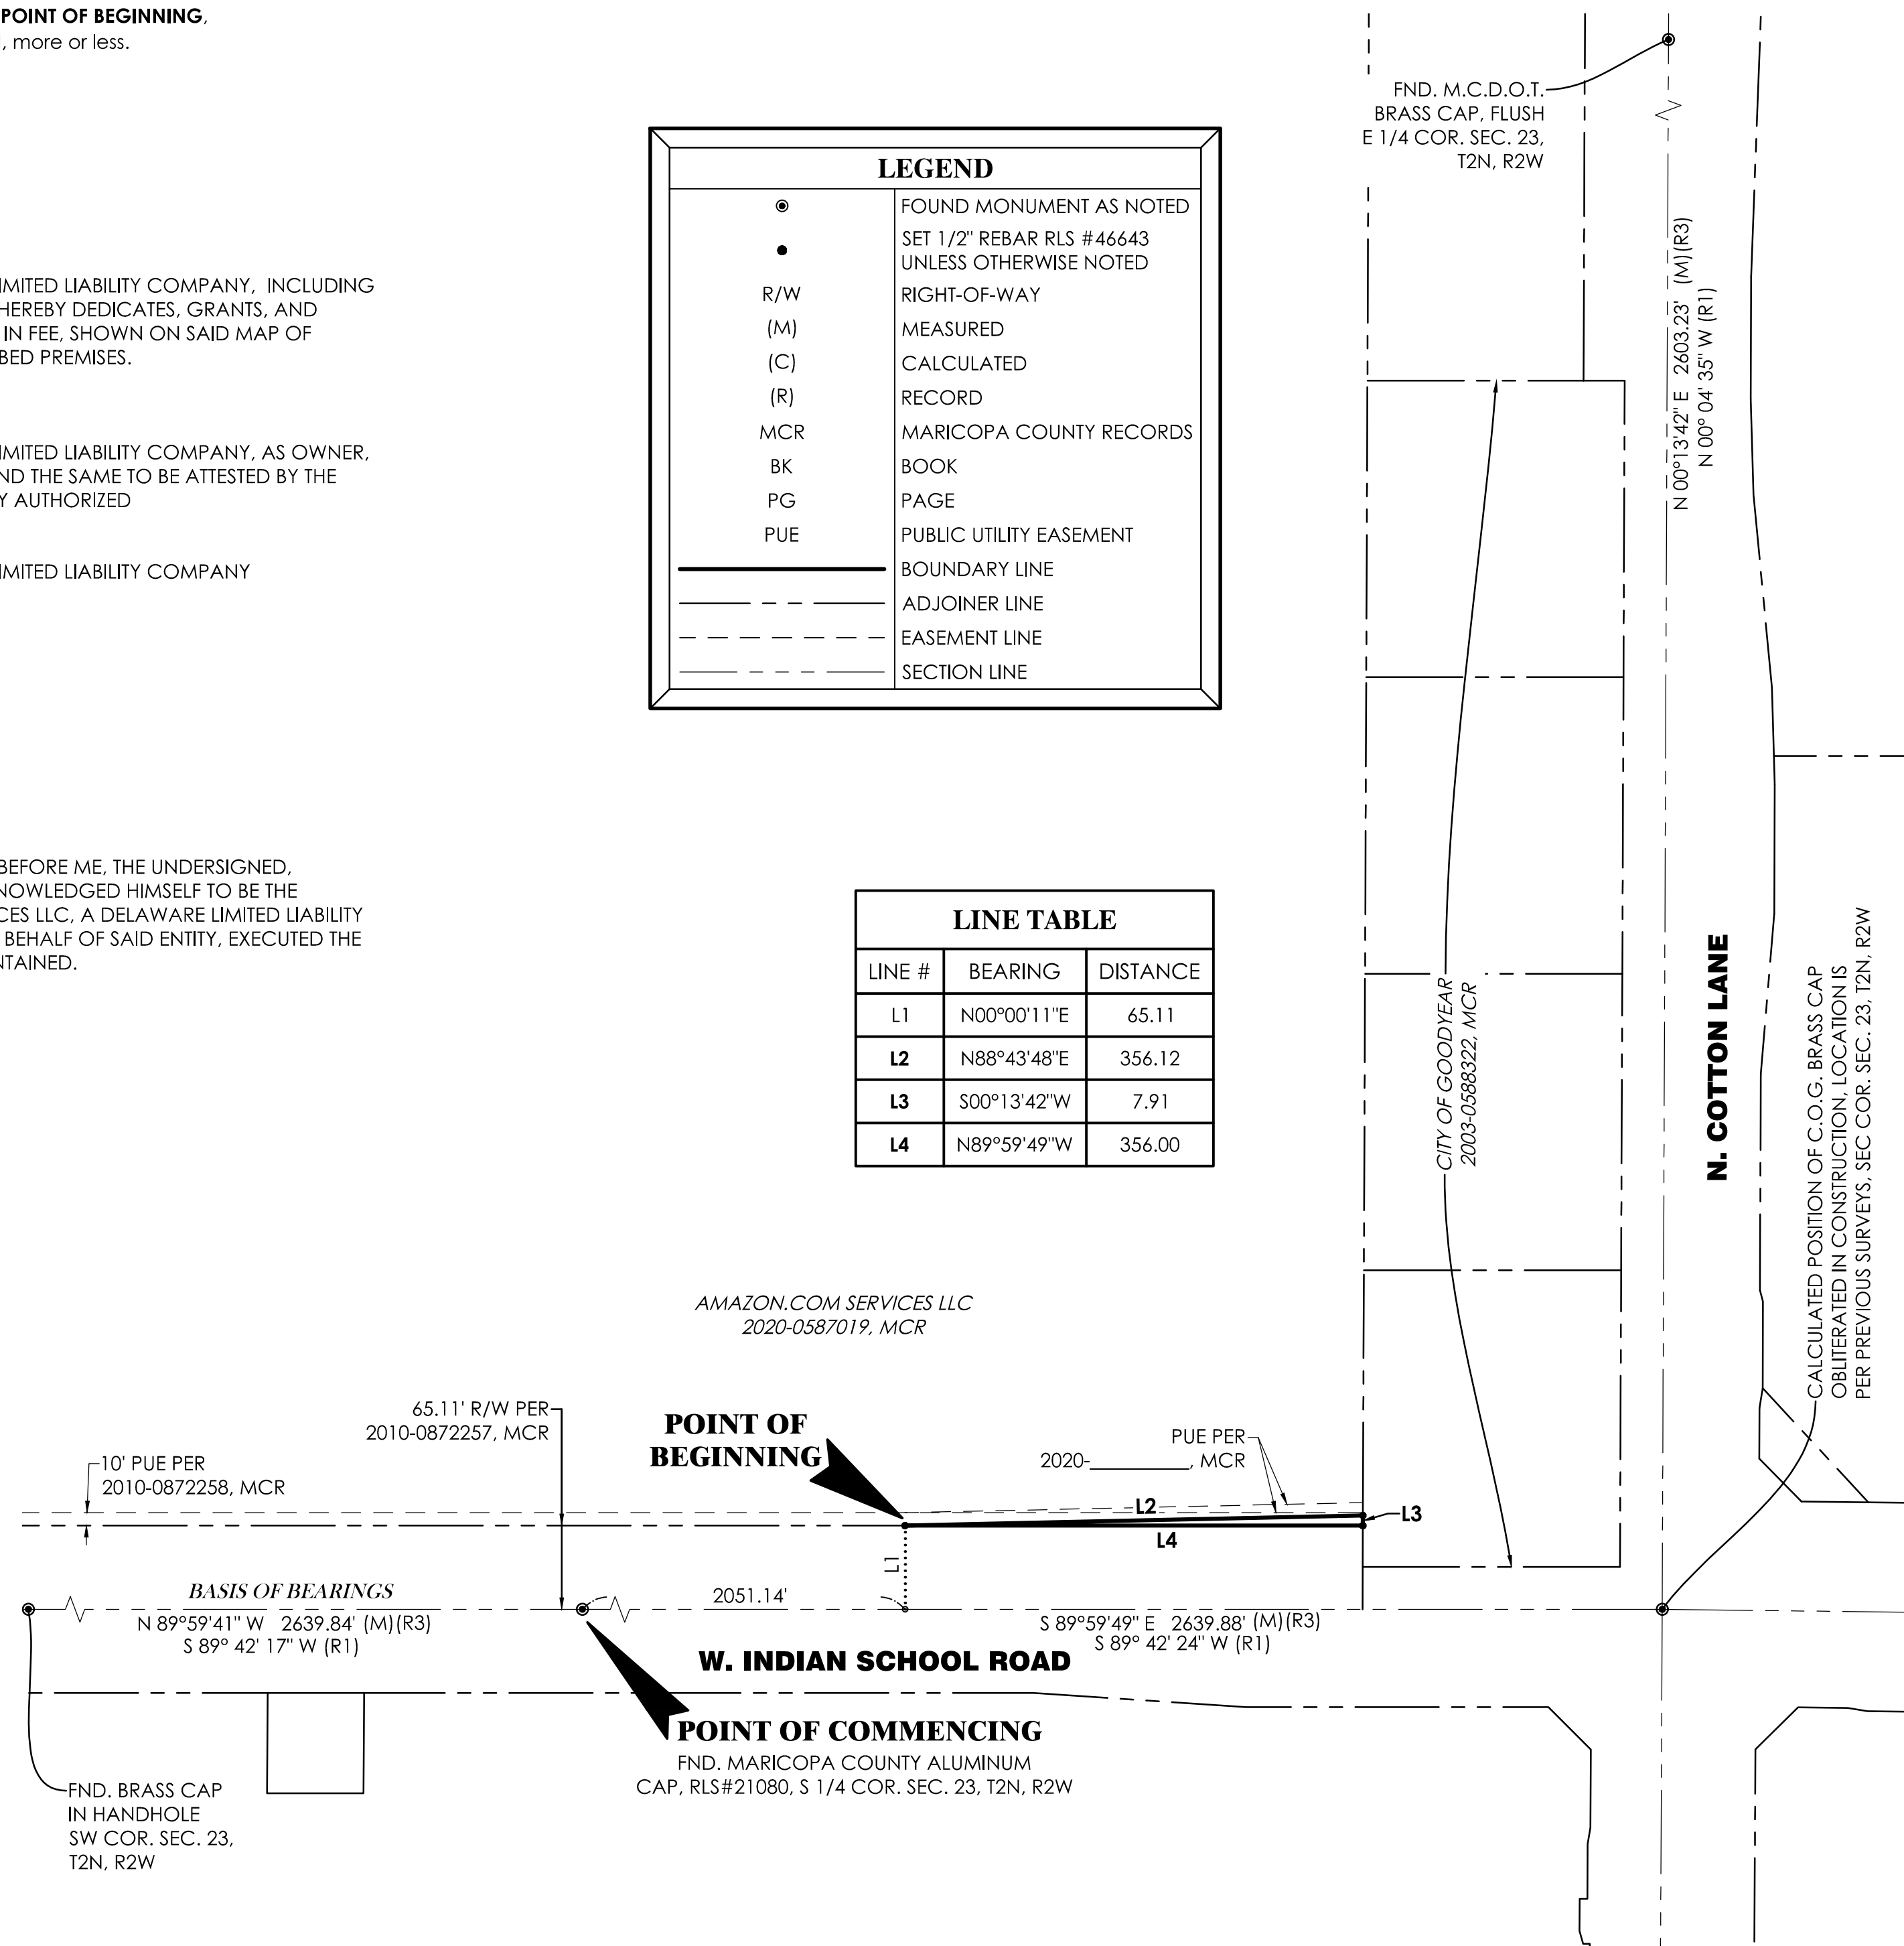 POINT OF BEGINNING,
, more or less.
IMITED LIABILITY COMPANY, INCLUDING
HEREBY DEDICATES, GRANTS, AND
IN FEE, SHOWN ON SAID MAP OF
BED PREMISES.
IMITED LIABILITY COMPANY, AS OWNER,
ND THE SAME TO BE ATTESTED BY THE
Y AUTHORIZED
IMITED LIABILITY COMPANY
BEFORE ME, THE UNDERSIGNED,
NOWLEDGED HIMSELF TO BE THE
CES LLC, A DELAWARE LIMITED LIABILITY
BEHALF OF SAID ENTITY, EXECUTED THE
NTAINED.
LEGEND
FOUND MONUMENT AS NOTED
SET 1/2" REBAR RLS #46643
UNLESS OTHERWISE NOTED
R/W RIGHT-OF-WAY
(M) MEASURED
(C) CALCULATED
(R) RECORD
MCR MARICOPA COUNTY RECORDS
BK BOOK
PG PAGE
PUE PUBLIC UTILITY EASEMENT
BOUNDARY LINE
ADJOINER LINE
EASEMENT LINE
SECTION LINE
FND. M.C.D.O.T.
BRASS CAP, FLUSH
E 1/4 COR. SEC. 23,
T2N, R2W
N 00°13'42" E 2603.23' (M)(R3)
N 00° 04' 35" W (R1)
LINE TABLE
LINE # BEARING DISTANCE
L1 N00°00'11"E 65.11
L2 N88°43'48"E 356.12
L3 S00°13'42"W 7.91
L4 N89°59'49"W 356.00
CITY OF GOODYEAR
2003-0588322, MCR
N. COTTON LANE
CALCULATED POSITION OF C.O.G. BRASS CAP
OBLITERATED IN CONSTRUCTION, LOCATION IS
PER PREVIOUS SURVEYS, SEC COR. SEC. 23, T2N, R2W
AMAZON.COM SERVICES LLC
2020-0587019, MCR
65.11' R/W PER
2010-0872257, MCR
10' PUE PER
2010-0872258, MCR
POINT OF
BEGINNING
PUE PER
2020-__________, MCR
L2
L3
L4
L1
BASIS OF BEARINGS
N 89°59'41" W 2639.84' (M)(R3)
S 89° 42' 17" W (R1)
2051.14'
S 89°59'49" E 2639.88' (M)(R3)
S 89° 42' 24" W (R1)
W. INDIAN SCHOOL ROAD
POINT OF COMMENCING
FND. MARICOPA COUNTY ALUMINUM
CAP, RLS#21080, S 1/4 COR. SEC. 23, T2N, R2W
FND. BRASS CAP
IN HANDHOLE
SW COR. SEC. 23,
T2N, R2W